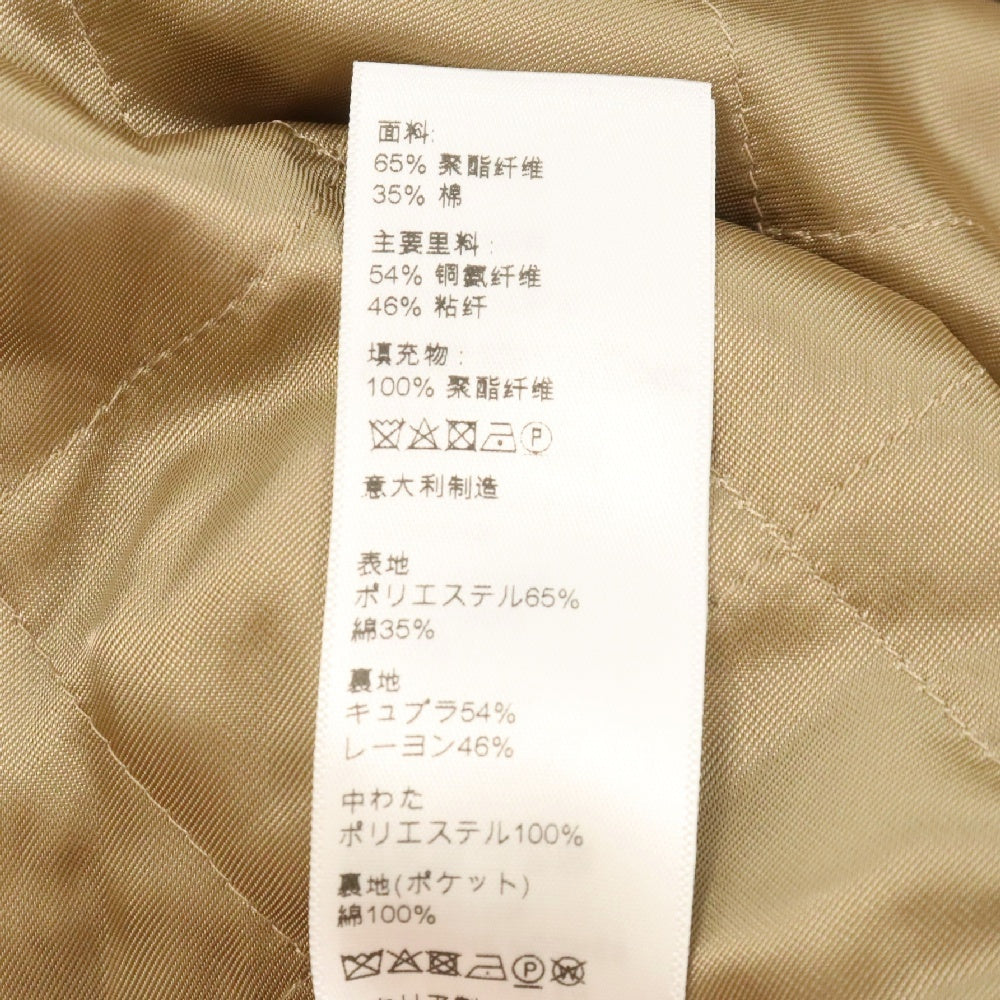 面料:
65% 聚酯纤维
35% 棉
主要里料:
54% 铜氨纤维
46% 粘纤
填充物:
100% 聚酯纤维
P
意大利制造
表地
ポリエステル65%
綿35%
裏地
キュプラ54%
レーヨン46%
中わた
ポリエステル100%
裏地(ポケット)
綿100%
P W